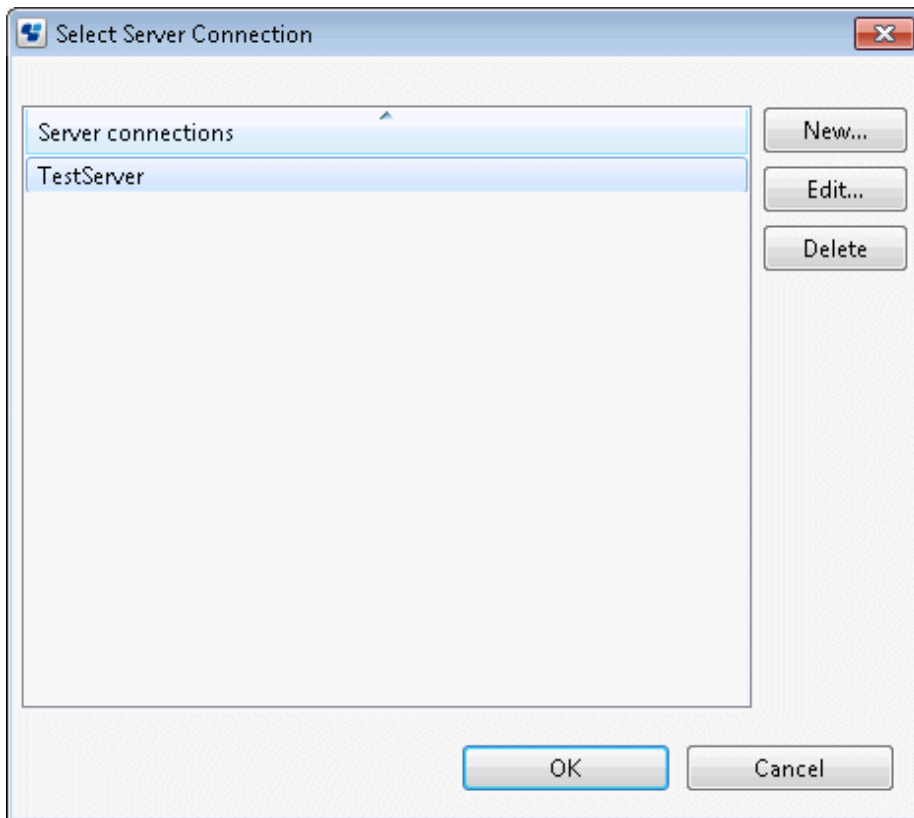 Select Server Connection
Server connections
TestServer
New...
Edit...
Delete
OK
Cancel